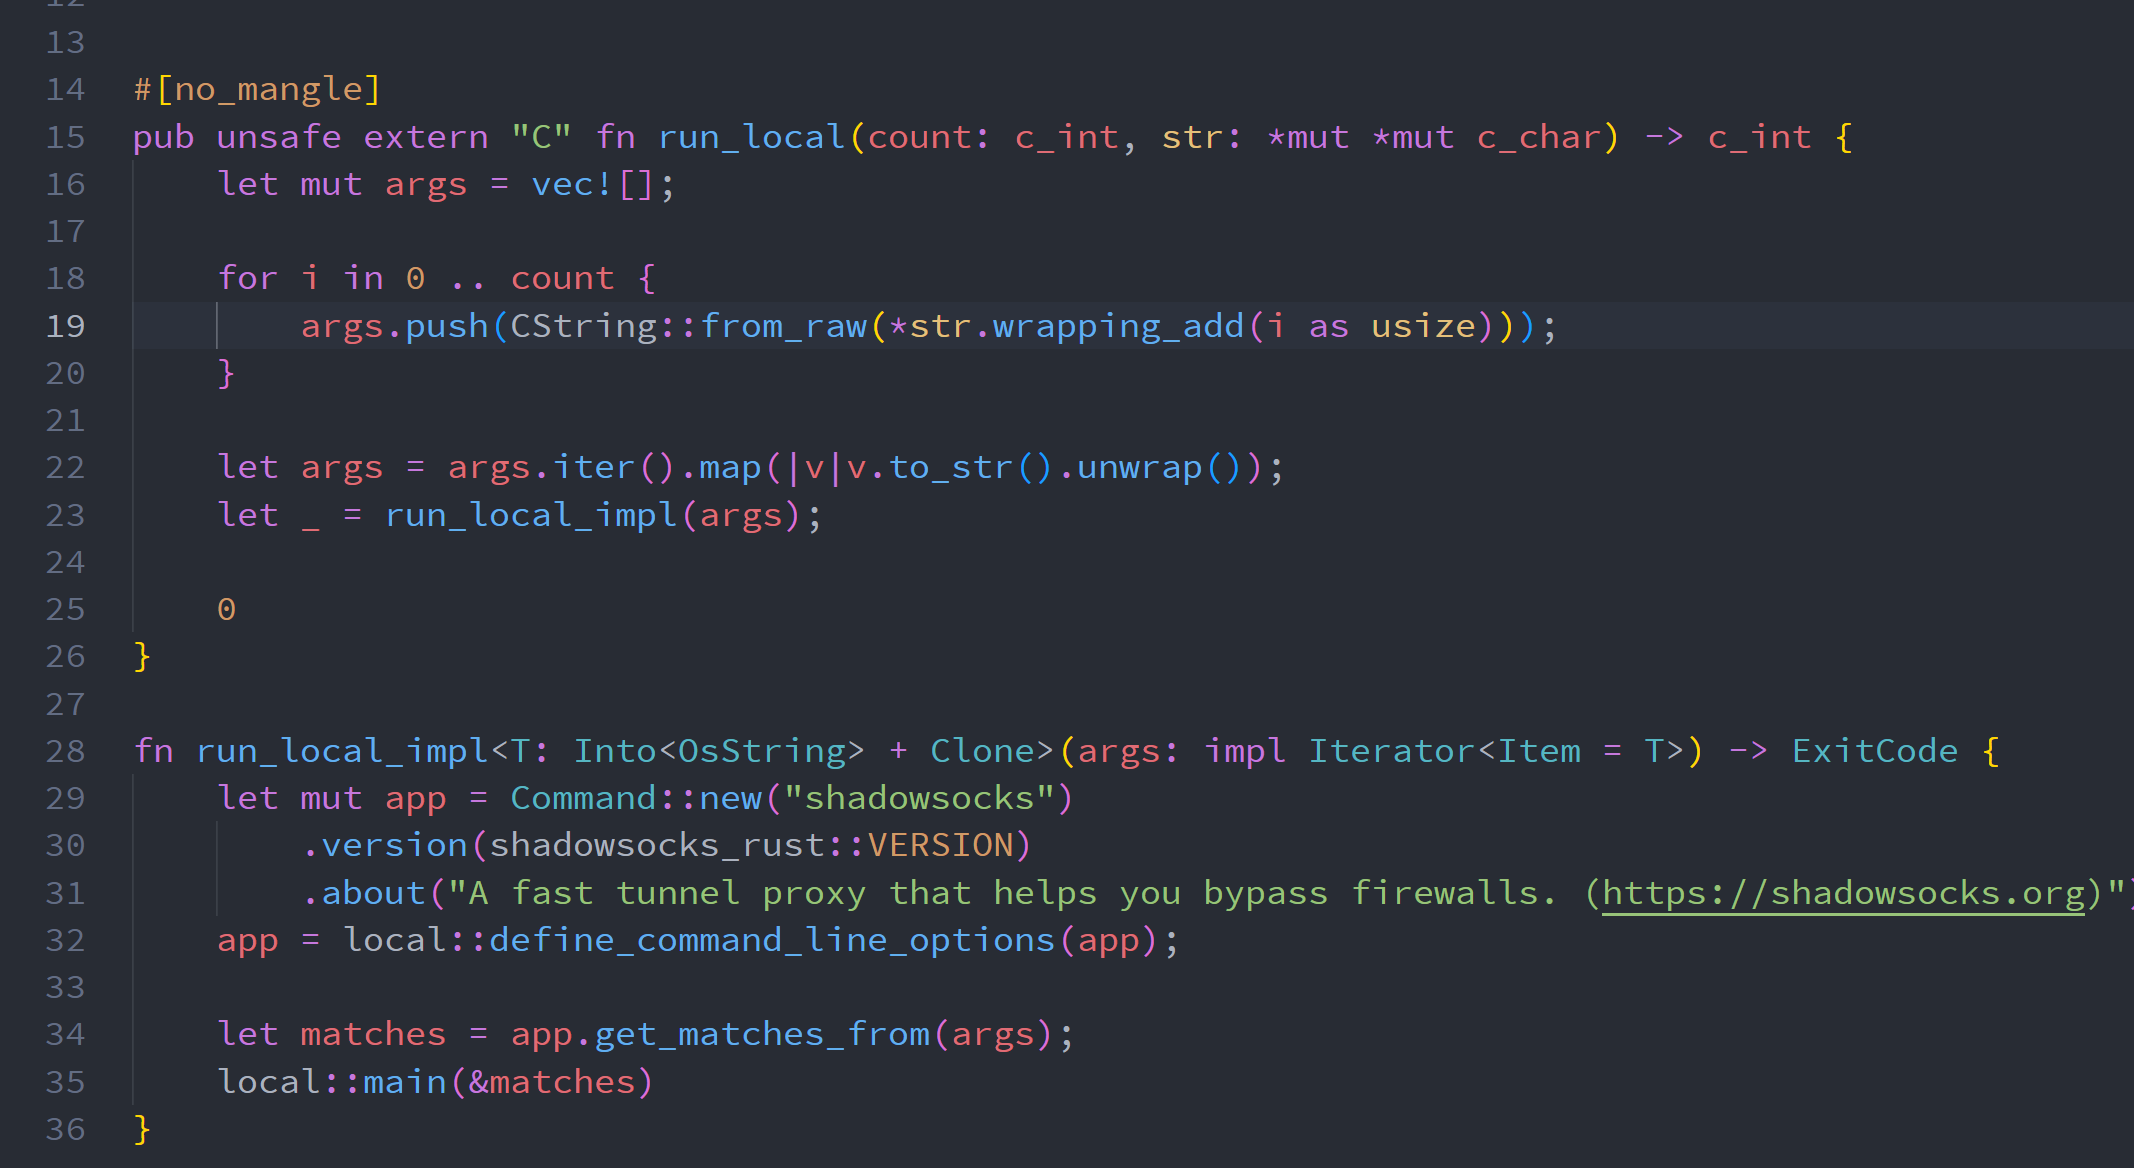 12
13
14 #[no_mangle]
15 pub unsafe extern "C" fn run_local(count: c_int, str: *mut *mut c_char) -> c_int {
16     let mut args = vec![];
17
18     for i in 0 .. count {
19         args.push(CString::from_raw(*str.wrapping_add(i as usize)));
20     }
21
22     let args = args.iter().map(|v|v.to_str().unwrap());
23     let _ = run_local_impl(args);
24
25     0
26 }
27
28 fn run_local_impl<T: Into<OsString> + Clone>(args: impl Iterator<Item = T>) -> ExitCode {
29     let mut app = Command::new("shadowsocks")
30         .version(shadowsocks_rust::VERSION)
31         .about("A fast tunnel proxy that helps you bypass firewalls. (https://shadowsocks.org)")
32     app = local::define_command_line_options(app);
33
34     let matches = app.get_matches_from(args);
35     local::main(&matches)
36 }